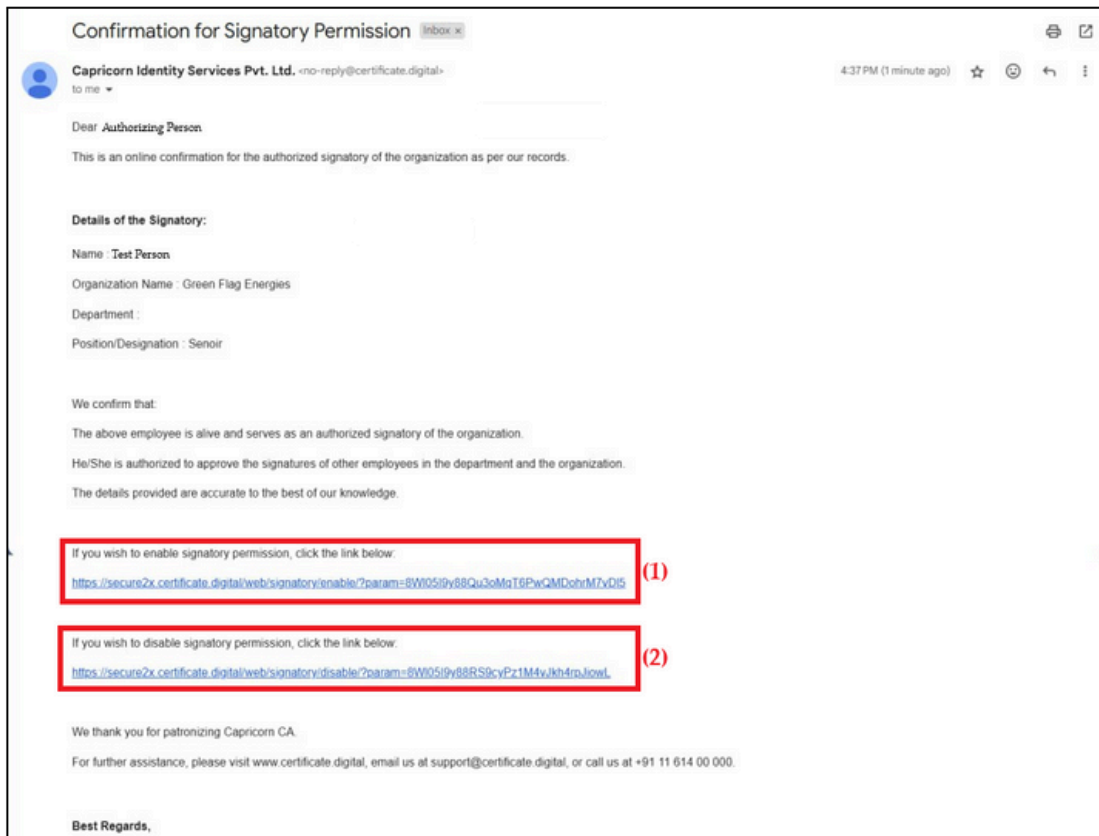 Confirmation for Signatory Permission Inbox ×
Capricorn Identity Services Pvt. Ltd. <no-reply@certificate.digital> 4:37 PM (1 minute ago)
to me
Dear Authorizing Person
This is an online confirmation for the authorized signatory of the organization as per our records.
Details of the Signatory:
Name : Test Person
Organization Name : Green Flag Energies
Department :
Position/Designation : Senoir
We confirm that:
The above employee is alive and serves as an authorized signatory of the organization.
He/She is authorized to approve the signatures of other employees in the department and the organization.
The details provided are accurate to the best of our knowledge.
If you wish to enable signatory permission, click the link below:
(1)
https://secure2x.certificate.digital/web/signatory/enable/?param=8WI05I9y88Qu3oMqT6PwQMDohrM7vDI5
If you wish to disable signatory permission, click the link below:
(2)
https://secure2x.certificate.digital/web/signatory/disable/?param=8WI05I9y88RS9cyPz1M4vJkh4rpJiowL
We thank you for patronizing Capricorn CA.
For further assistance, please visit www.certificate.digital, email us at support@certificate.digital, or call us at +91 11 614 00 000.
Best Regards,